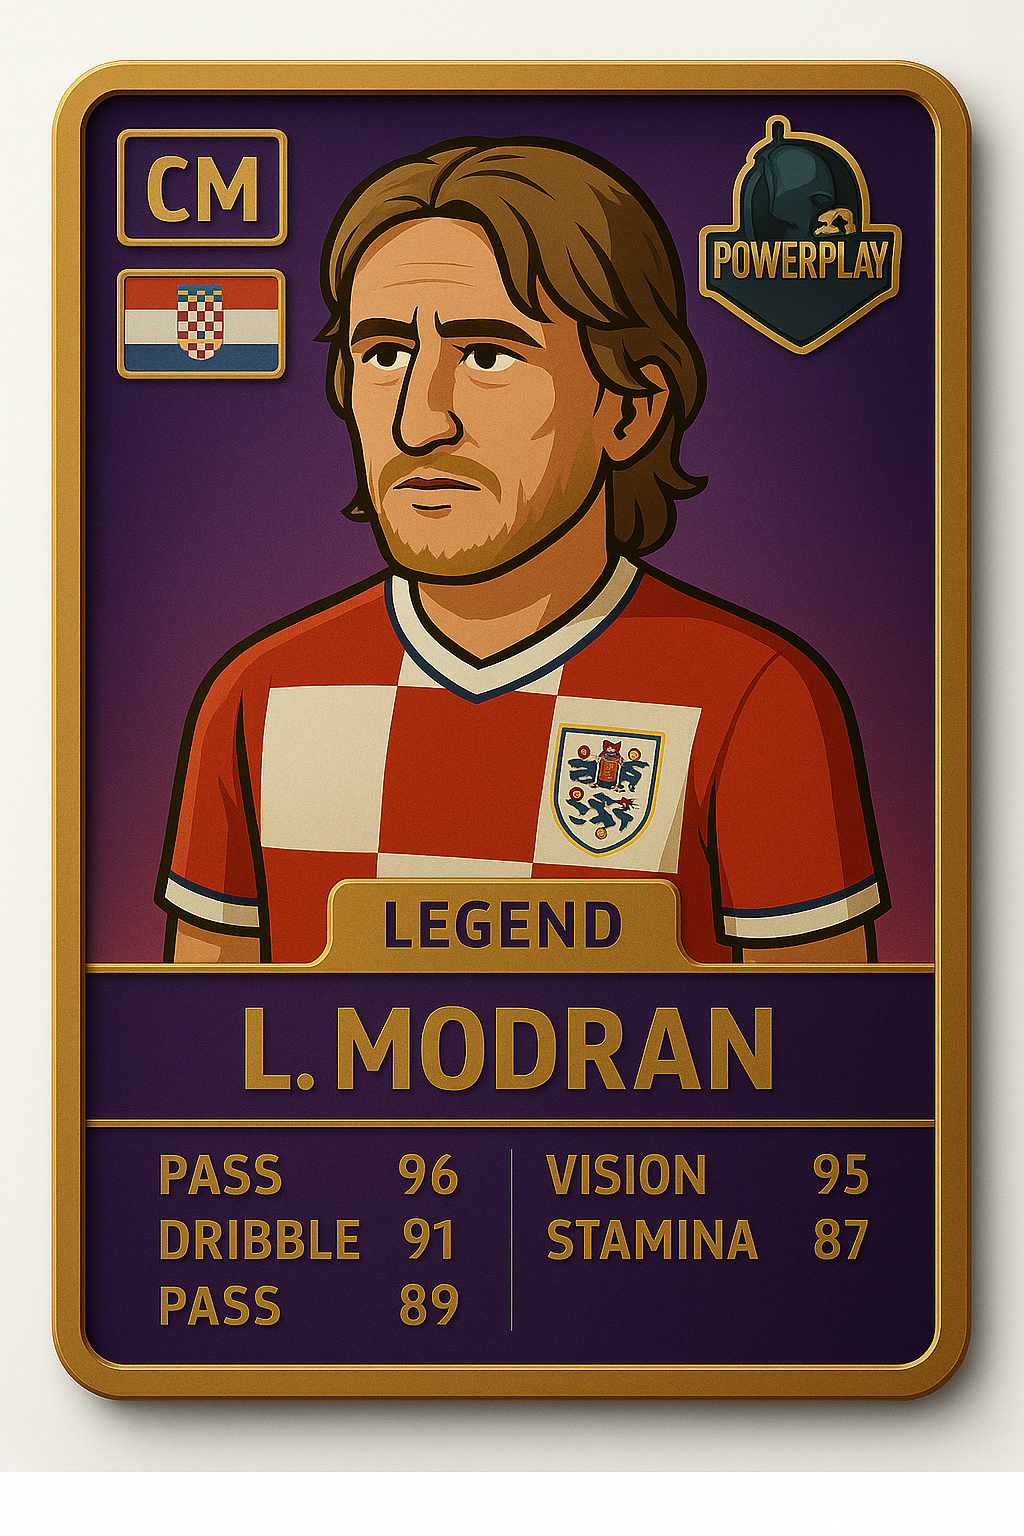 CM
POWERPLAY
LEGEND
L. MODRAN
PASS 96
DRIBBLE 91
PASS 89
VISION 95
STAMINA 87